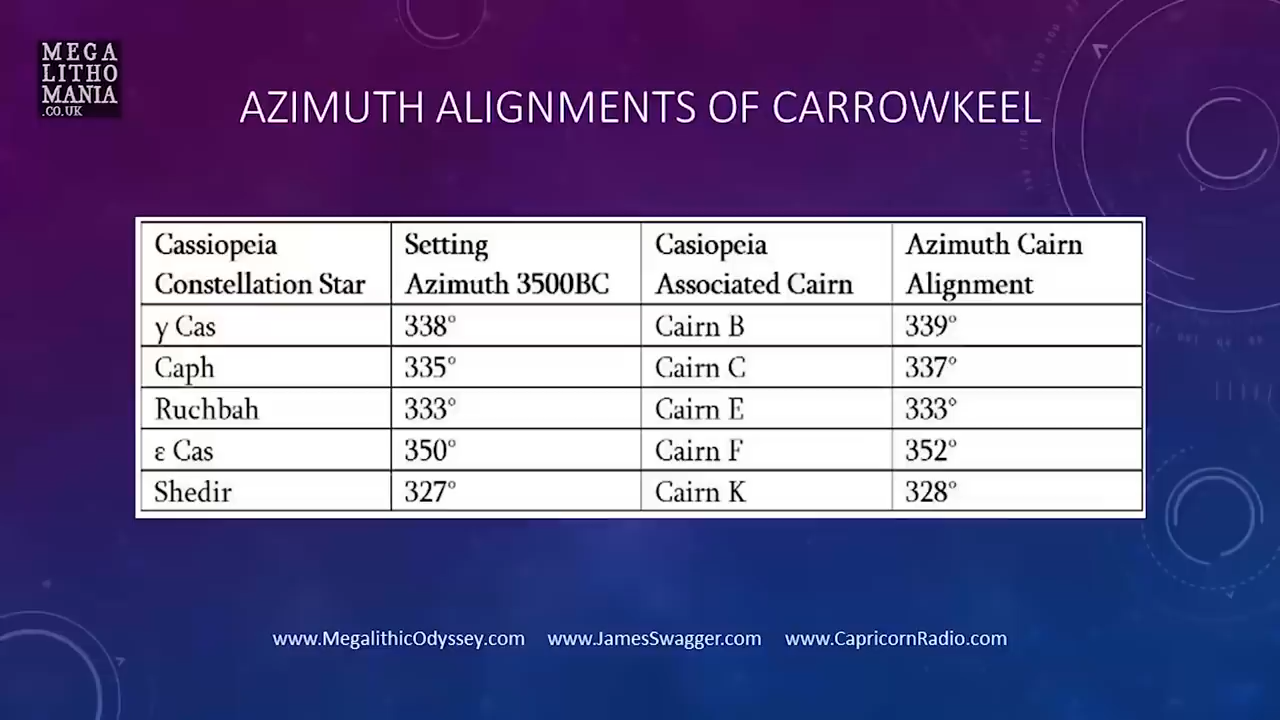 MEGA
LITHO
MANIA
.CO.UK
AZIMUTH ALIGNMENTS OF CARROWKEEL
Cassiopeia Constellation Star | Setting Azimuth 3500BC | Casiopeia Associated Cairn | Azimuth Cairn Alignment
γ Cas | 338° | Cairn B | 339°
Caph | 335° | Cairn C | 337°
Ruchbah | 333° | Cairn E | 333°
ε Cas | 350° | Cairn F | 352°
Shedir | 327° | Cairn K | 328°
www.MegalithicOdyssey.com www.JamesSwagger.com www.CapricornRadio.com